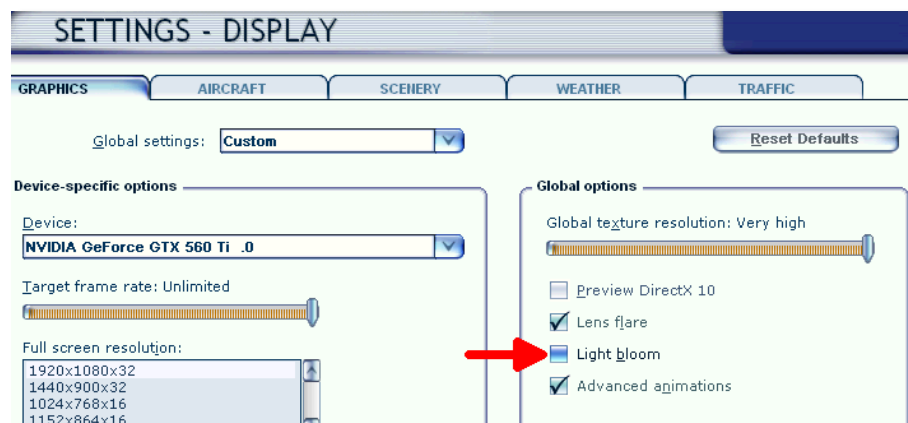 SETTINGS - DISPLAY
GRAPHICS AIRCRAFT SCENERY WEATHER TRAFFIC
Global settings: Custom Reset Defaults
Device-specific options
Device:
NVIDIA GeForce GTX 560 Ti .0
Target frame rate: Unlimited
Full screen resolution:
1920x1080x32
1440x900x32
1024x768x16
1152x864x16
Global options
Global texture resolution: Very high
Preview DirectX 10
Lens flare
Light bloom
Advanced animations